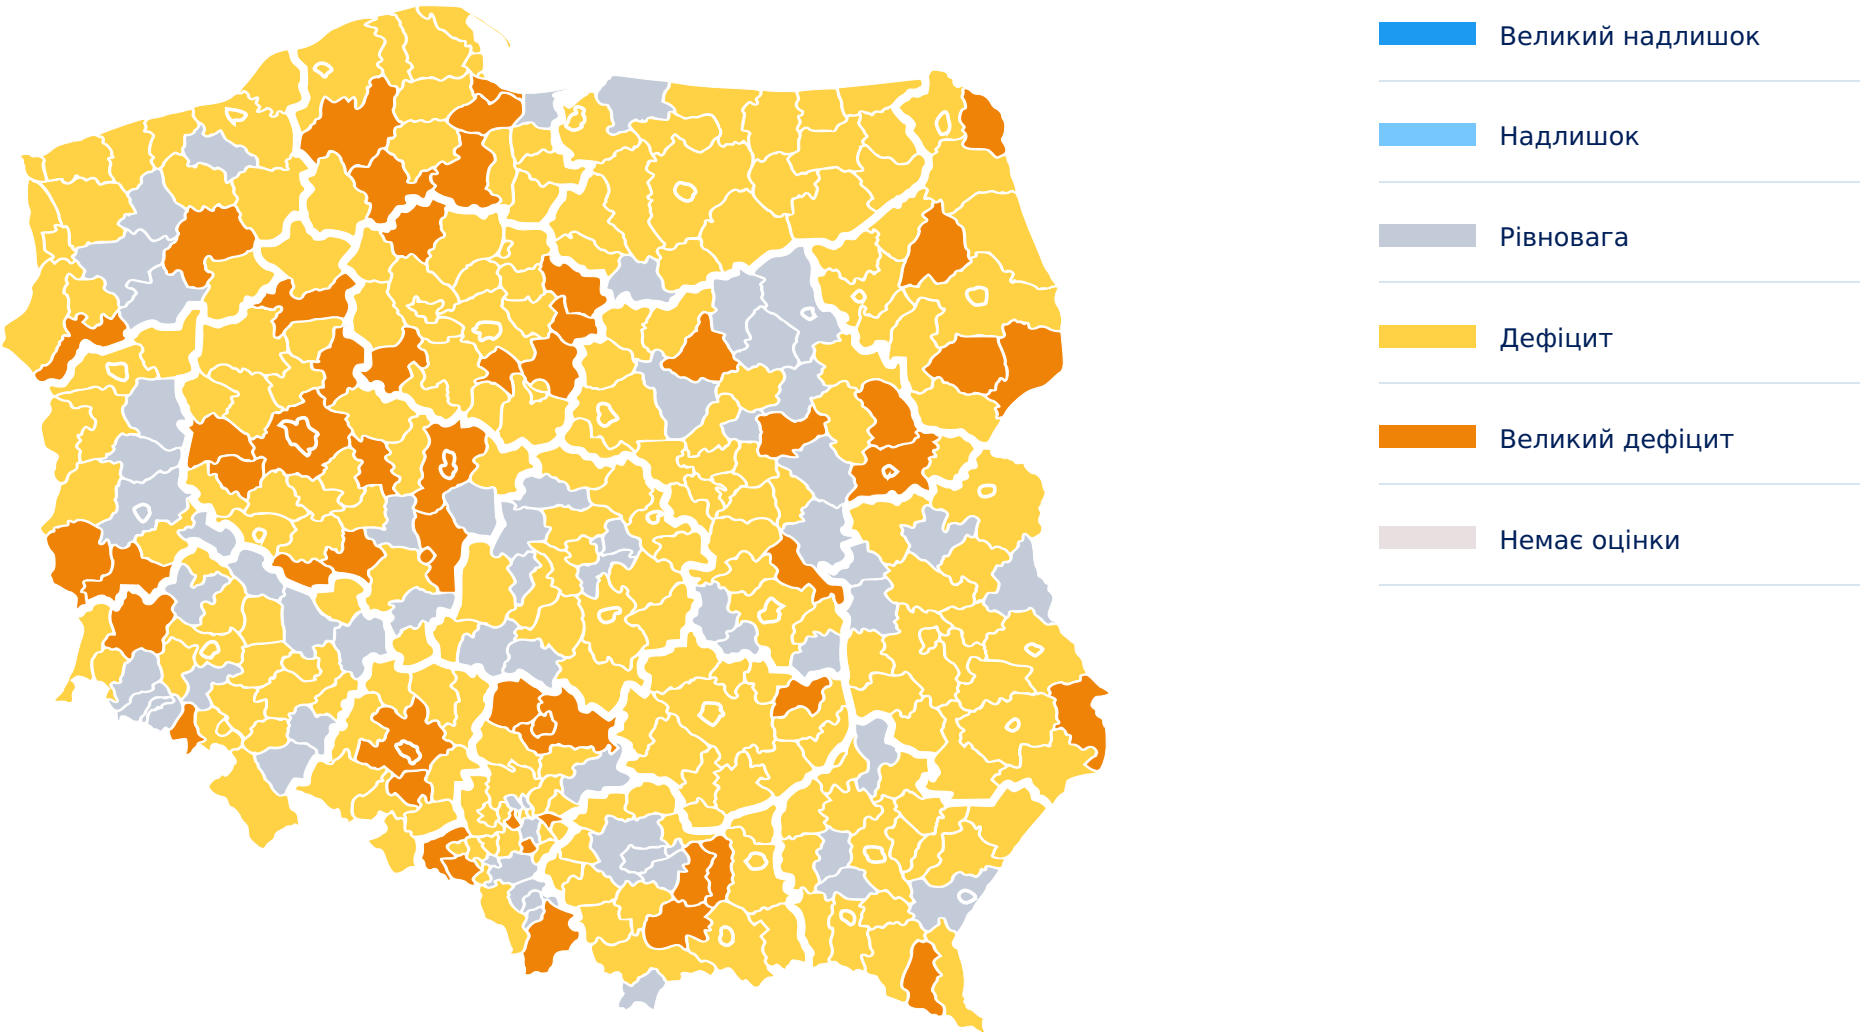 Великий надлишок
Надлишок
Рівновага
Дефіцит
Великий дефіцит
Немає оцінки